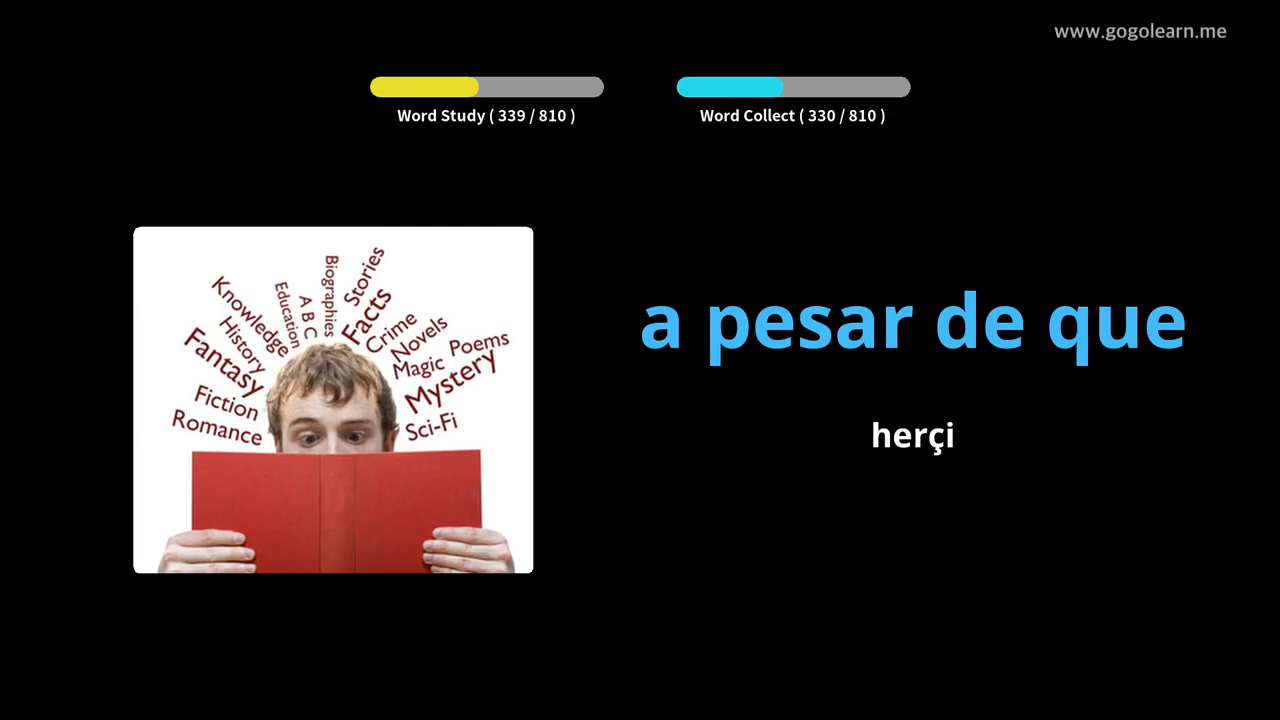 www.gogolearn.me
Word Study ( 339 / 810 )
Word Collect ( 330 / 810 )
a pesar de que
herçi
Knowledge
History
Fantasy
Fiction
Romance
Education
A B C
Biographies
Stories
Facts
Crime
Novels
Magic
Poems
Mystery
Sci-Fi